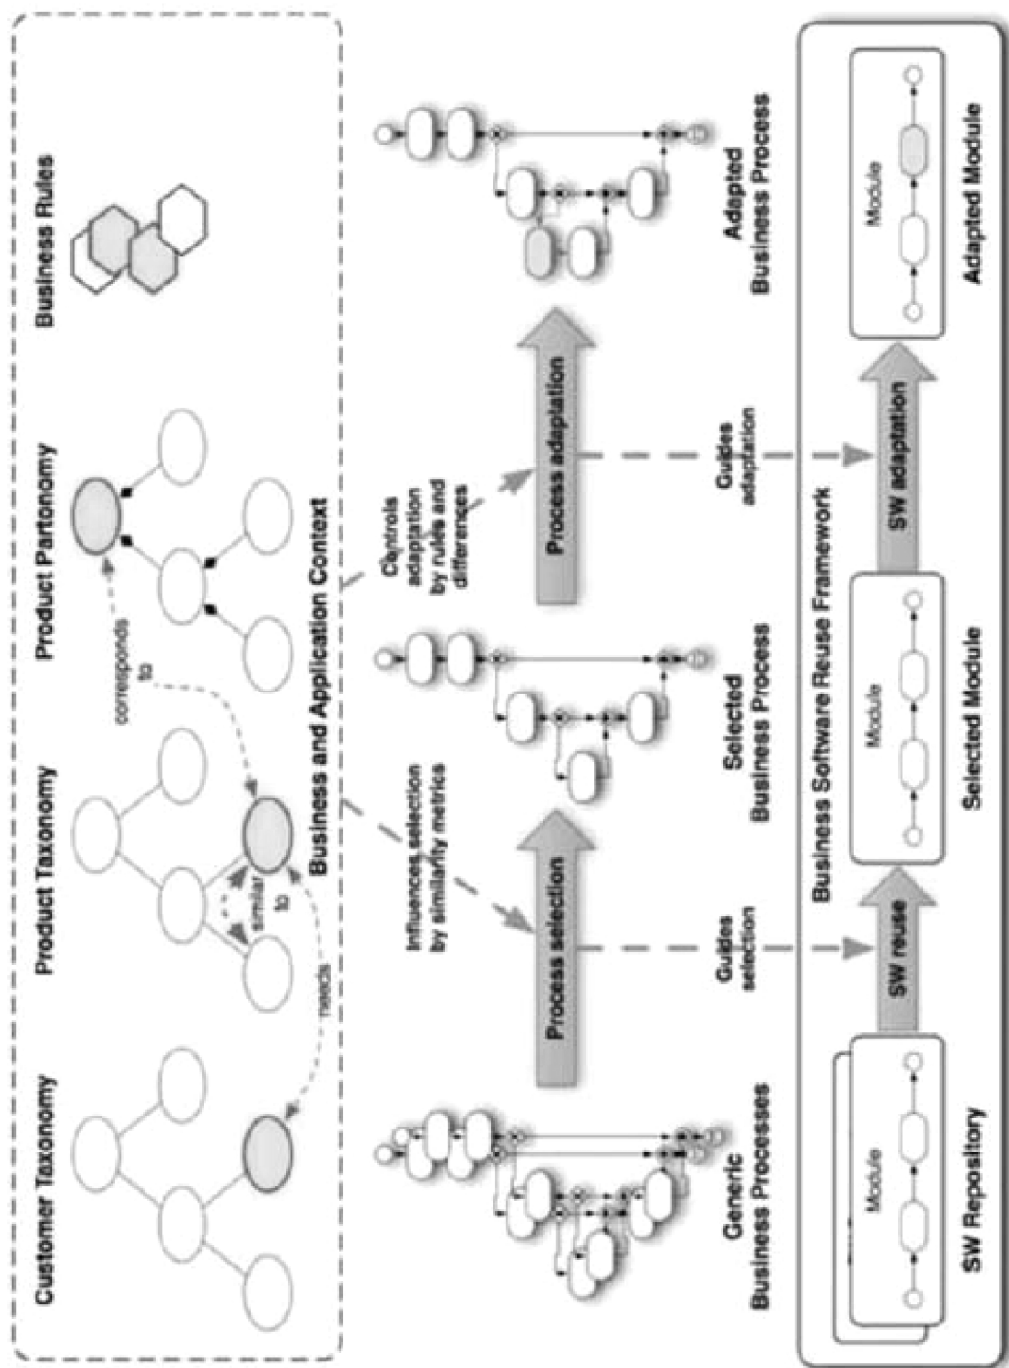 Customer Taxonomy
Product Taxonomy
Product Partonomy
Business Rules
similar
to
needs
corresponds
to
Business and Application Context
Influences selection
by similarity metrics
Controls
adaptation
by rules and
differences
Process selection
Process adaptation
Generic
Business Processes
Selected
Business Process
Adapted
Business Process
Guides
selection
Guides
adaptation
Business Software Reuse Framework
Module
SW reuse
Module
SW adaptation
Module
SW Repository
Selected Module
Adapted Module